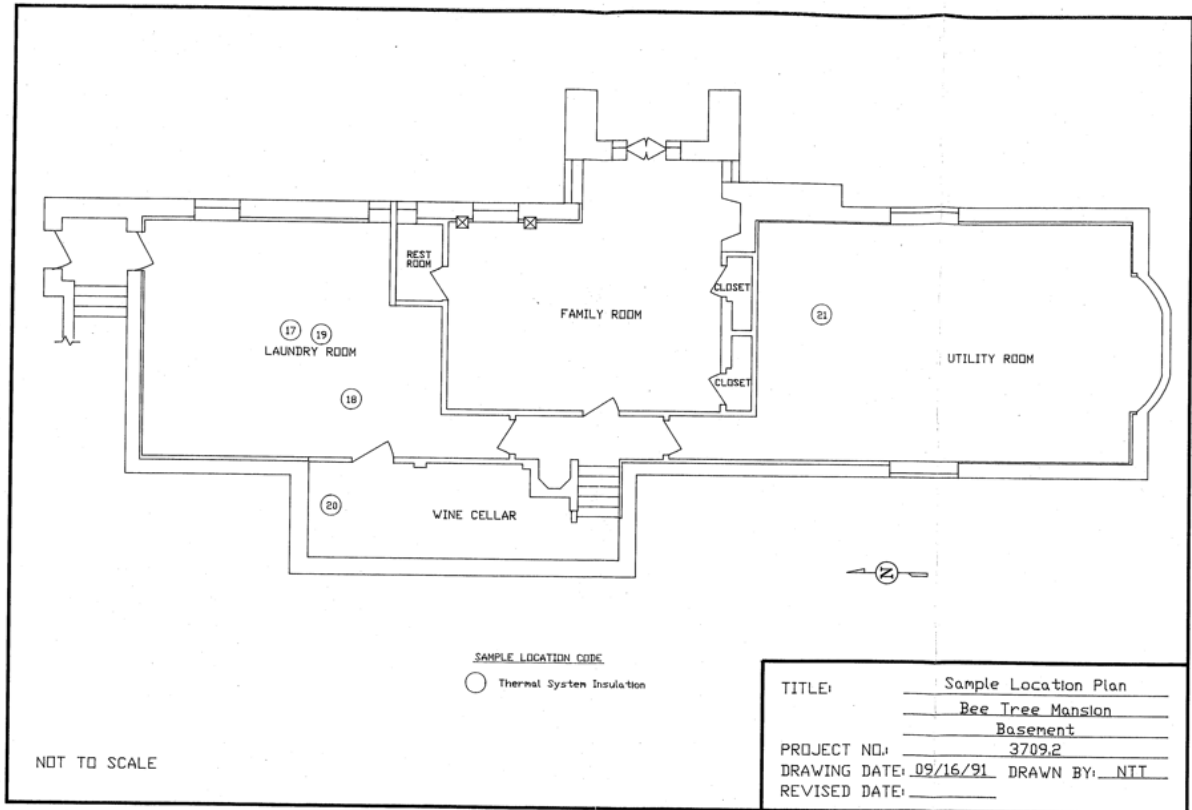 REST
ROOM
CLOSET
FAMILY ROOM
21
17
19
LAUNDRY ROOM
UTILITY ROOM
CLOSET
18
20
WINE CELLAR
N
SAMPLE LOCATION CODE
Thermal System Insulation
TITLE: Sample Location Plan
Bee Tree Mansion
Basement
PROJECT NO.: 3709.2
DRAWING DATE: 09/16/91 DRAWN BY: NTT
REVISED DATE:
NOT TO SCALE